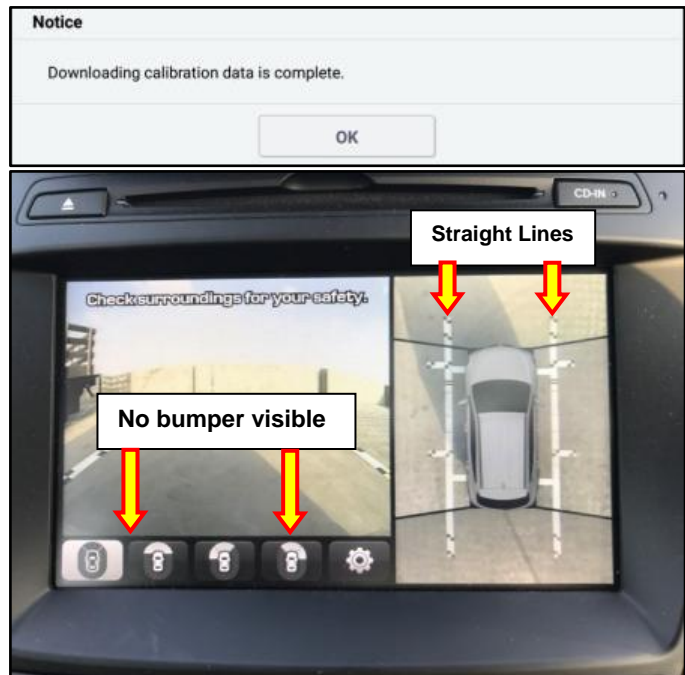 Notice
Downloading calibration data is complete.
OK
CD-IN
Straight Lines
Check surroundings for your safety.
No bumper visible